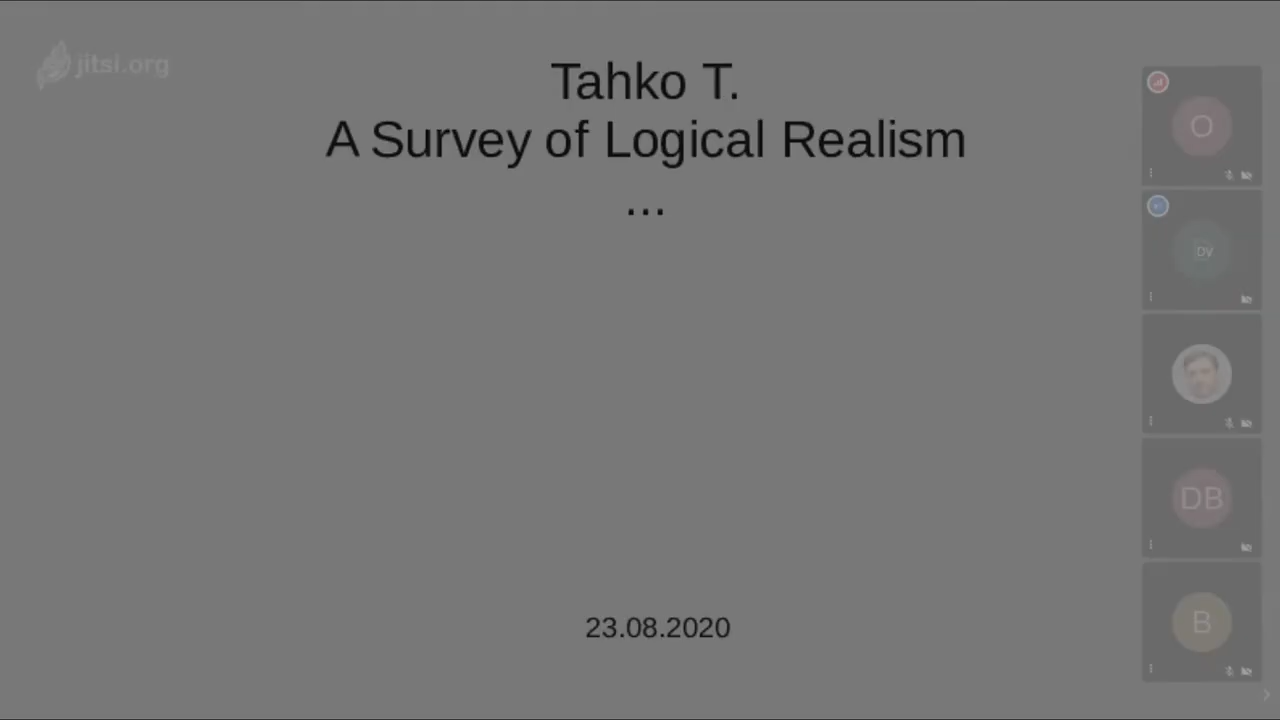 jitsi.org
Tahko T.
A Survey of Logical Realism
...
O
DV
DB
B
23.08.2020